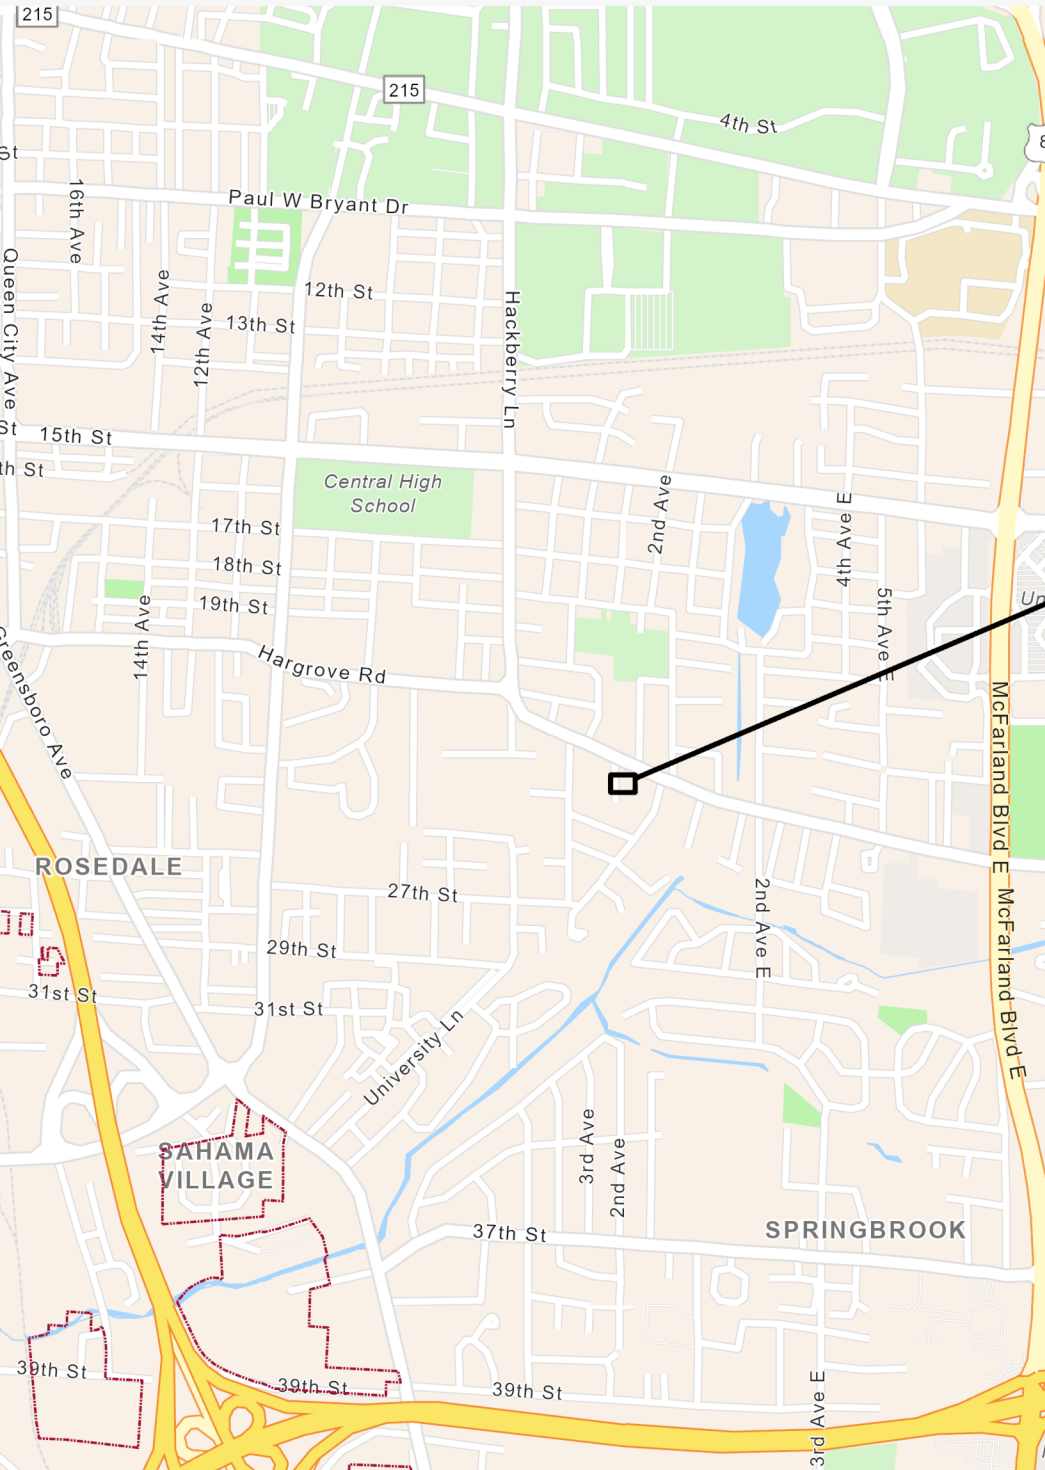 215
215
4th St
8
St
16th Ave
Paul W Bryant Dr
Queen City Ave
14th Ave
12th St
12th Ave
13th St
Hackberry Ln
St
15th St
th St
Central High
School
2nd Ave
4th Ave E
17th St
18th St
19th St
14th Ave
5th Ave E
Un
Greensboro Ave
Hargrove Rd
McFarland Blvd E
ROSEDALE
27th St
2nd Ave E
McFarland Blvd E
29th St
31st St
31st St
University Ln
SAHAMA
VILLAGE
3rd Ave
2nd Ave
37th St
SPRINGBROOK
39th St
39th St
39th St
3rd Ave E